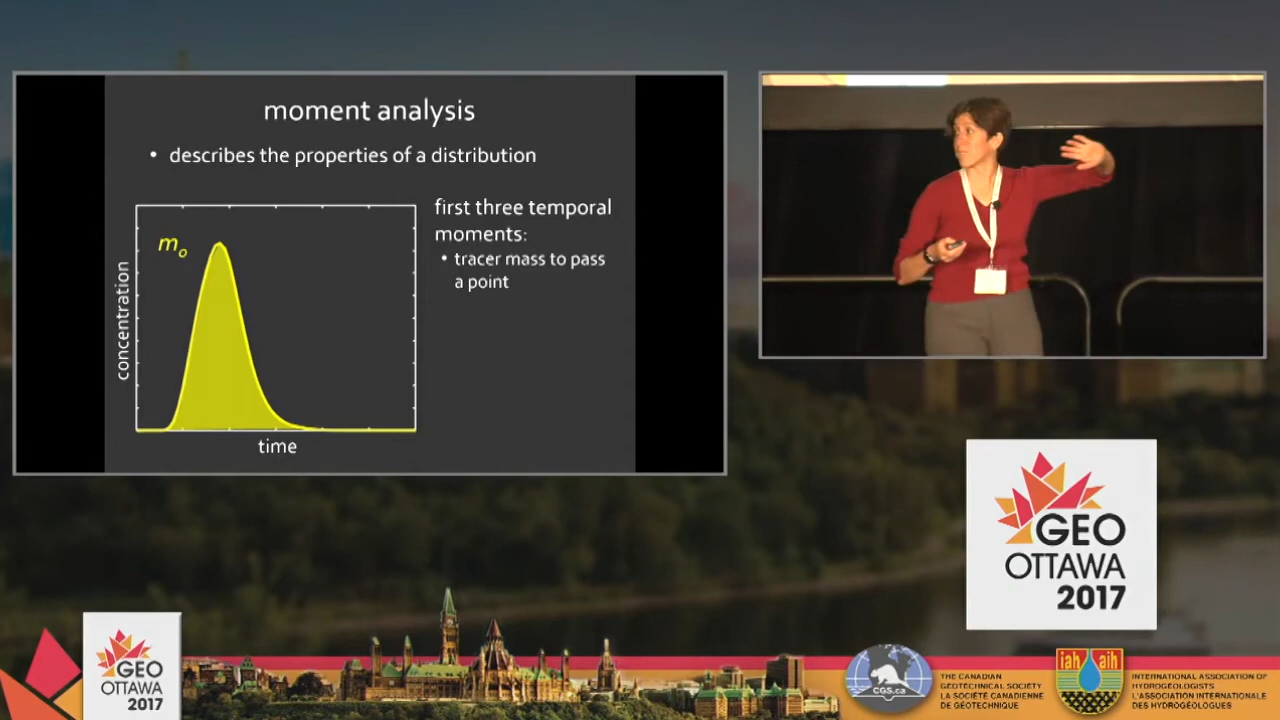 moment analysis
• describes the properties of a distribution
first three temporal
moments:
• tracer mass to pass
a point
mo
concentration
time
GEO
OTTAWA
2017
GEO
OTTAWA
2017
CGS.ca
THE CANADIAN
GEOTECHNICAL SOCIETY
LA SOCIÉTÉ CANADIENNE
DE GÉOTECHNIQUE
iah aih
INTERNATIONAL ASSOCIATION OF
HYDROGEOLOGISTS
L'ASSOCIATION INTERNATIONALE
DES HYDROGÉOLOGUES